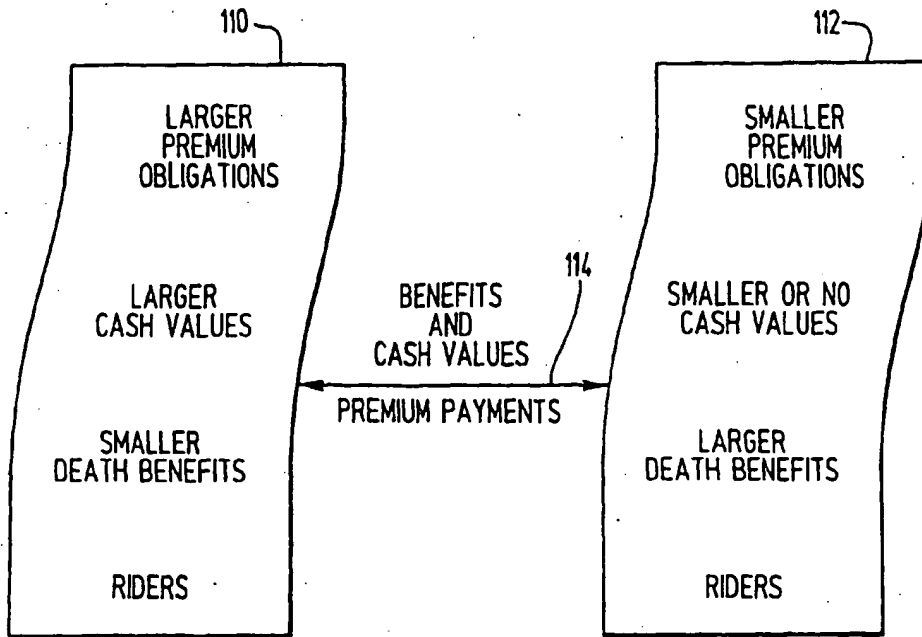 110
LARGER
PREMIUM
OBLIGATIONS
LARGER
CASH VALUES
SMALLER
DEATH BENEFITS
RIDERS
114
BENEFITS
AND
CASH VALUES
PREMIUM PAYMENTS
112
SMALLER
PREMIUM
OBLIGATIONS
SMALLER OR NO
CASH VALUES
LARGER
DEATH BENEFITS
RIDERS